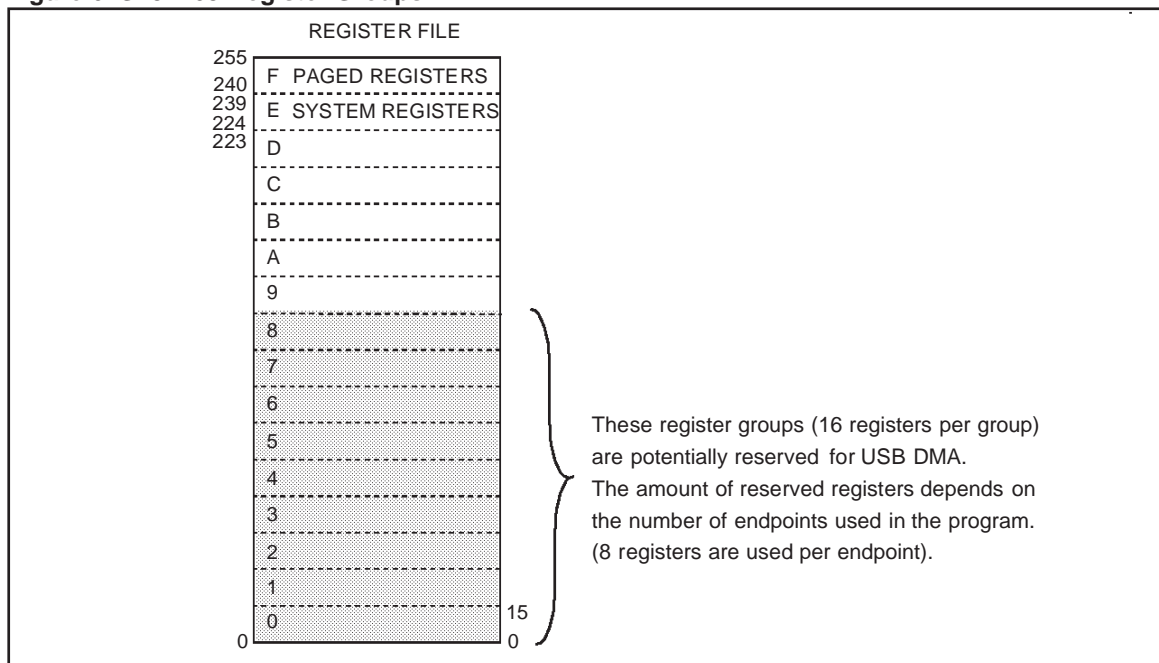 REGISTER FILE
255
240
F PAGED REGISTERS
239
224
E SYSTEM REGISTERS
223
D
C
B
A
9
8
7
6
5
4
3
2
1
0
15
0
0
These register groups (16 registers per group)
are potentially reserved for USB DMA.
The amount of reserved registers depends on
the number of endpoints used in the program.
(8 registers are used per endpoint).